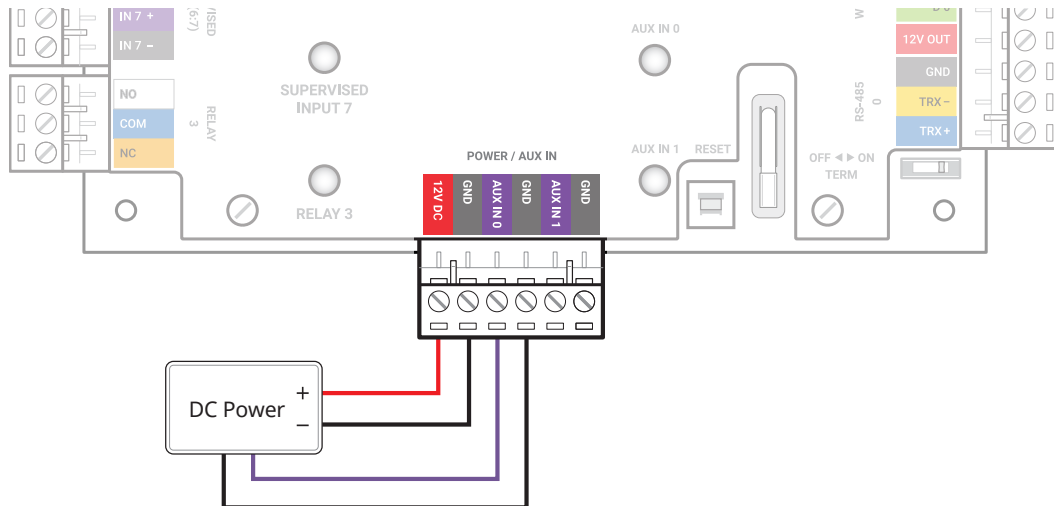 IN 7 +
IN 7 –
(6:7)
NO
COM
NC
RELAY
3
SUPERVISED
INPUT 7
RELAY 3
POWER / AUX IN
12V DC
GND
AUX IN 0
GND
AUX IN 1
GND
AUX IN 0
AUX IN 1
RESET
OFF ◄ ► ON
TERM
W
12V OUT
GND
TRX –
TRX +
RS-485
0
DC Power
+
–